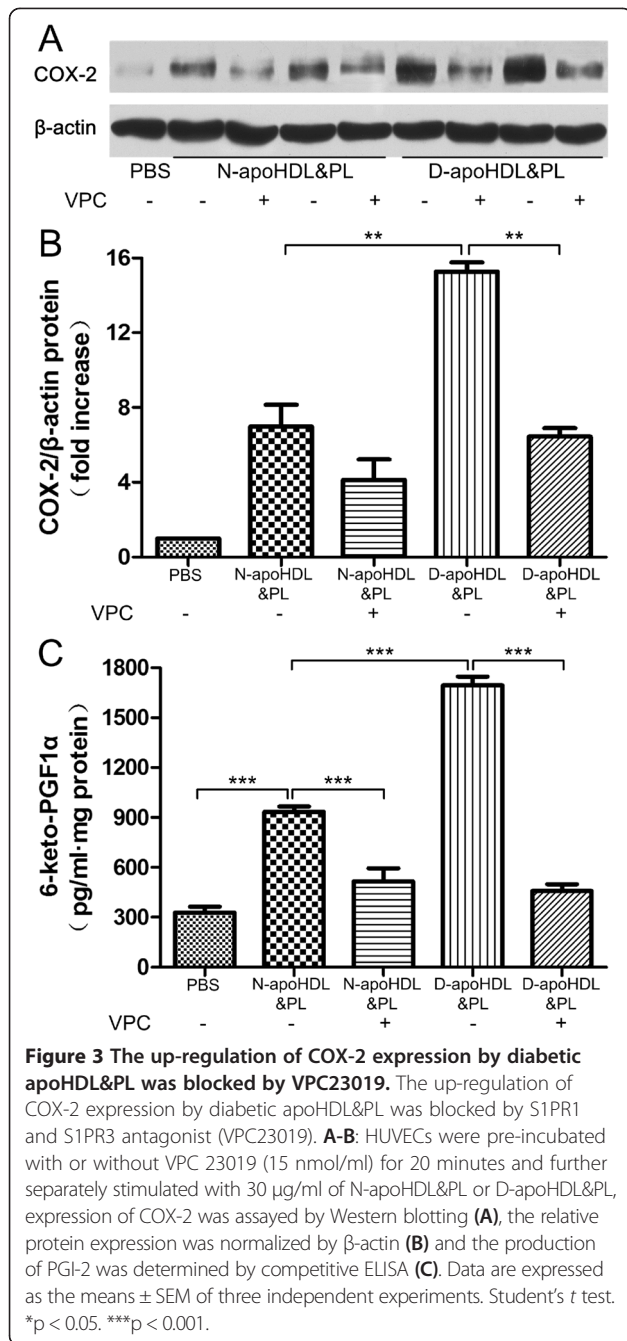 A
COX-2
β-actin
PBS N-apoHDL&PL D-apoHDL&PL
VPC - - + - + - + - +
B
** **
COX-2/β-actin protein
( fold increase )
16
12
8
4
0
PBS N-apoHDL &PL N-apoHDL &PL D-apoHDL &PL D-apoHDL &PL
VPC - - + - +
C
*** ***
*** ***
6-keto-PGF1α
( pg/ml·mg protein )
1800
1500
1200
900
600
300
0
PBS N-apoHDL &PL N-apoHDL &PL D-apoHDL &PL D-apoHDL &PL
VPC - - + - +
Figure 3 The up-regulation of COX-2 expression by diabetic
apoHDL&PL was blocked by VPC23019. The up-regulation of
COX-2 expression by diabetic apoHDL&PL was blocked by S1PR1
and S1PR3 antagonist (VPC23019). A-B: HUVECs were pre-incubated
with or without VPC 23019 (15 nmol/ml) for 20 minutes and further
separately stimulated with 30 μg/ml of N-apoHDL&PL or D-apoHDL&PL,
expression of COX-2 was assayed by Western blotting (A), the relative
protein expression was normalized by β-actin (B) and the production
of PGI-2 was determined by competitive ELISA (C). Data are expressed
as the means ± SEM of three independent experiments. Student's t test.
*p < 0.05. ***p < 0.001.